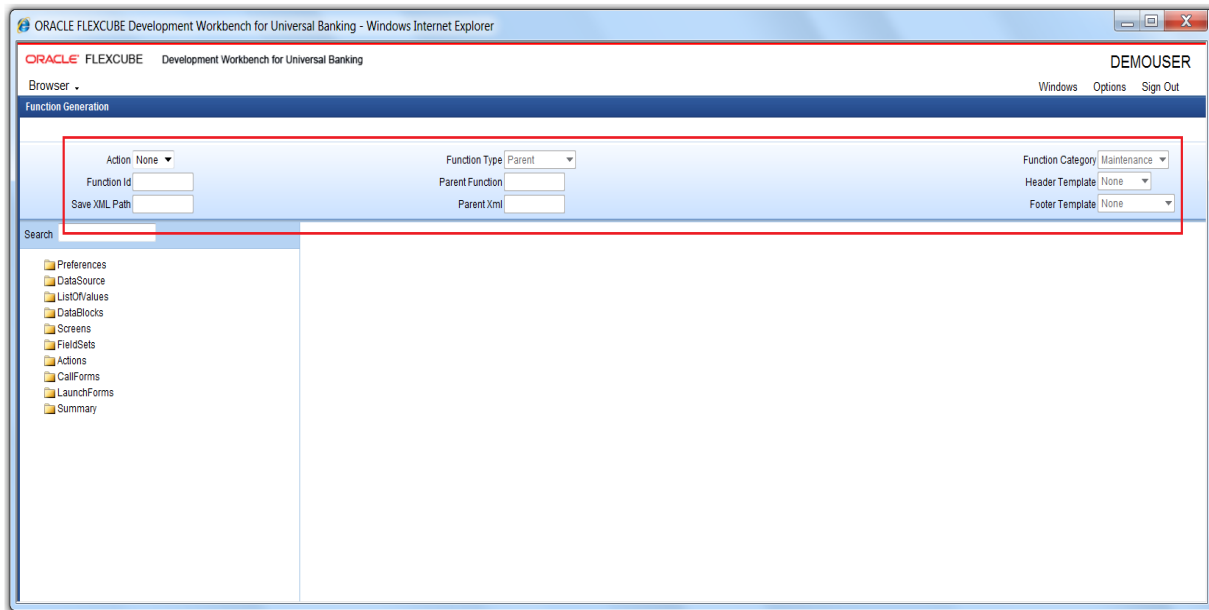 ORACLE FLEXCUBE Development Workbench for Universal Banking - Windows Internet Explorer
ORACLE FLEXCUBE Development Workbench for Universal Banking
DEMOUSER
Browser
Windows Options Sign Out
Function Generation
Action None Function Type Parent Function Category Maintenance
Function Id Parent Function Header Template None
Save XML Path Parent Xml Footer Template None
Search
Preferences
DataSource
ListOfValues
DataBlocks
Screens
FieldSets
Actions
CallForms
LaunchForms
Summary